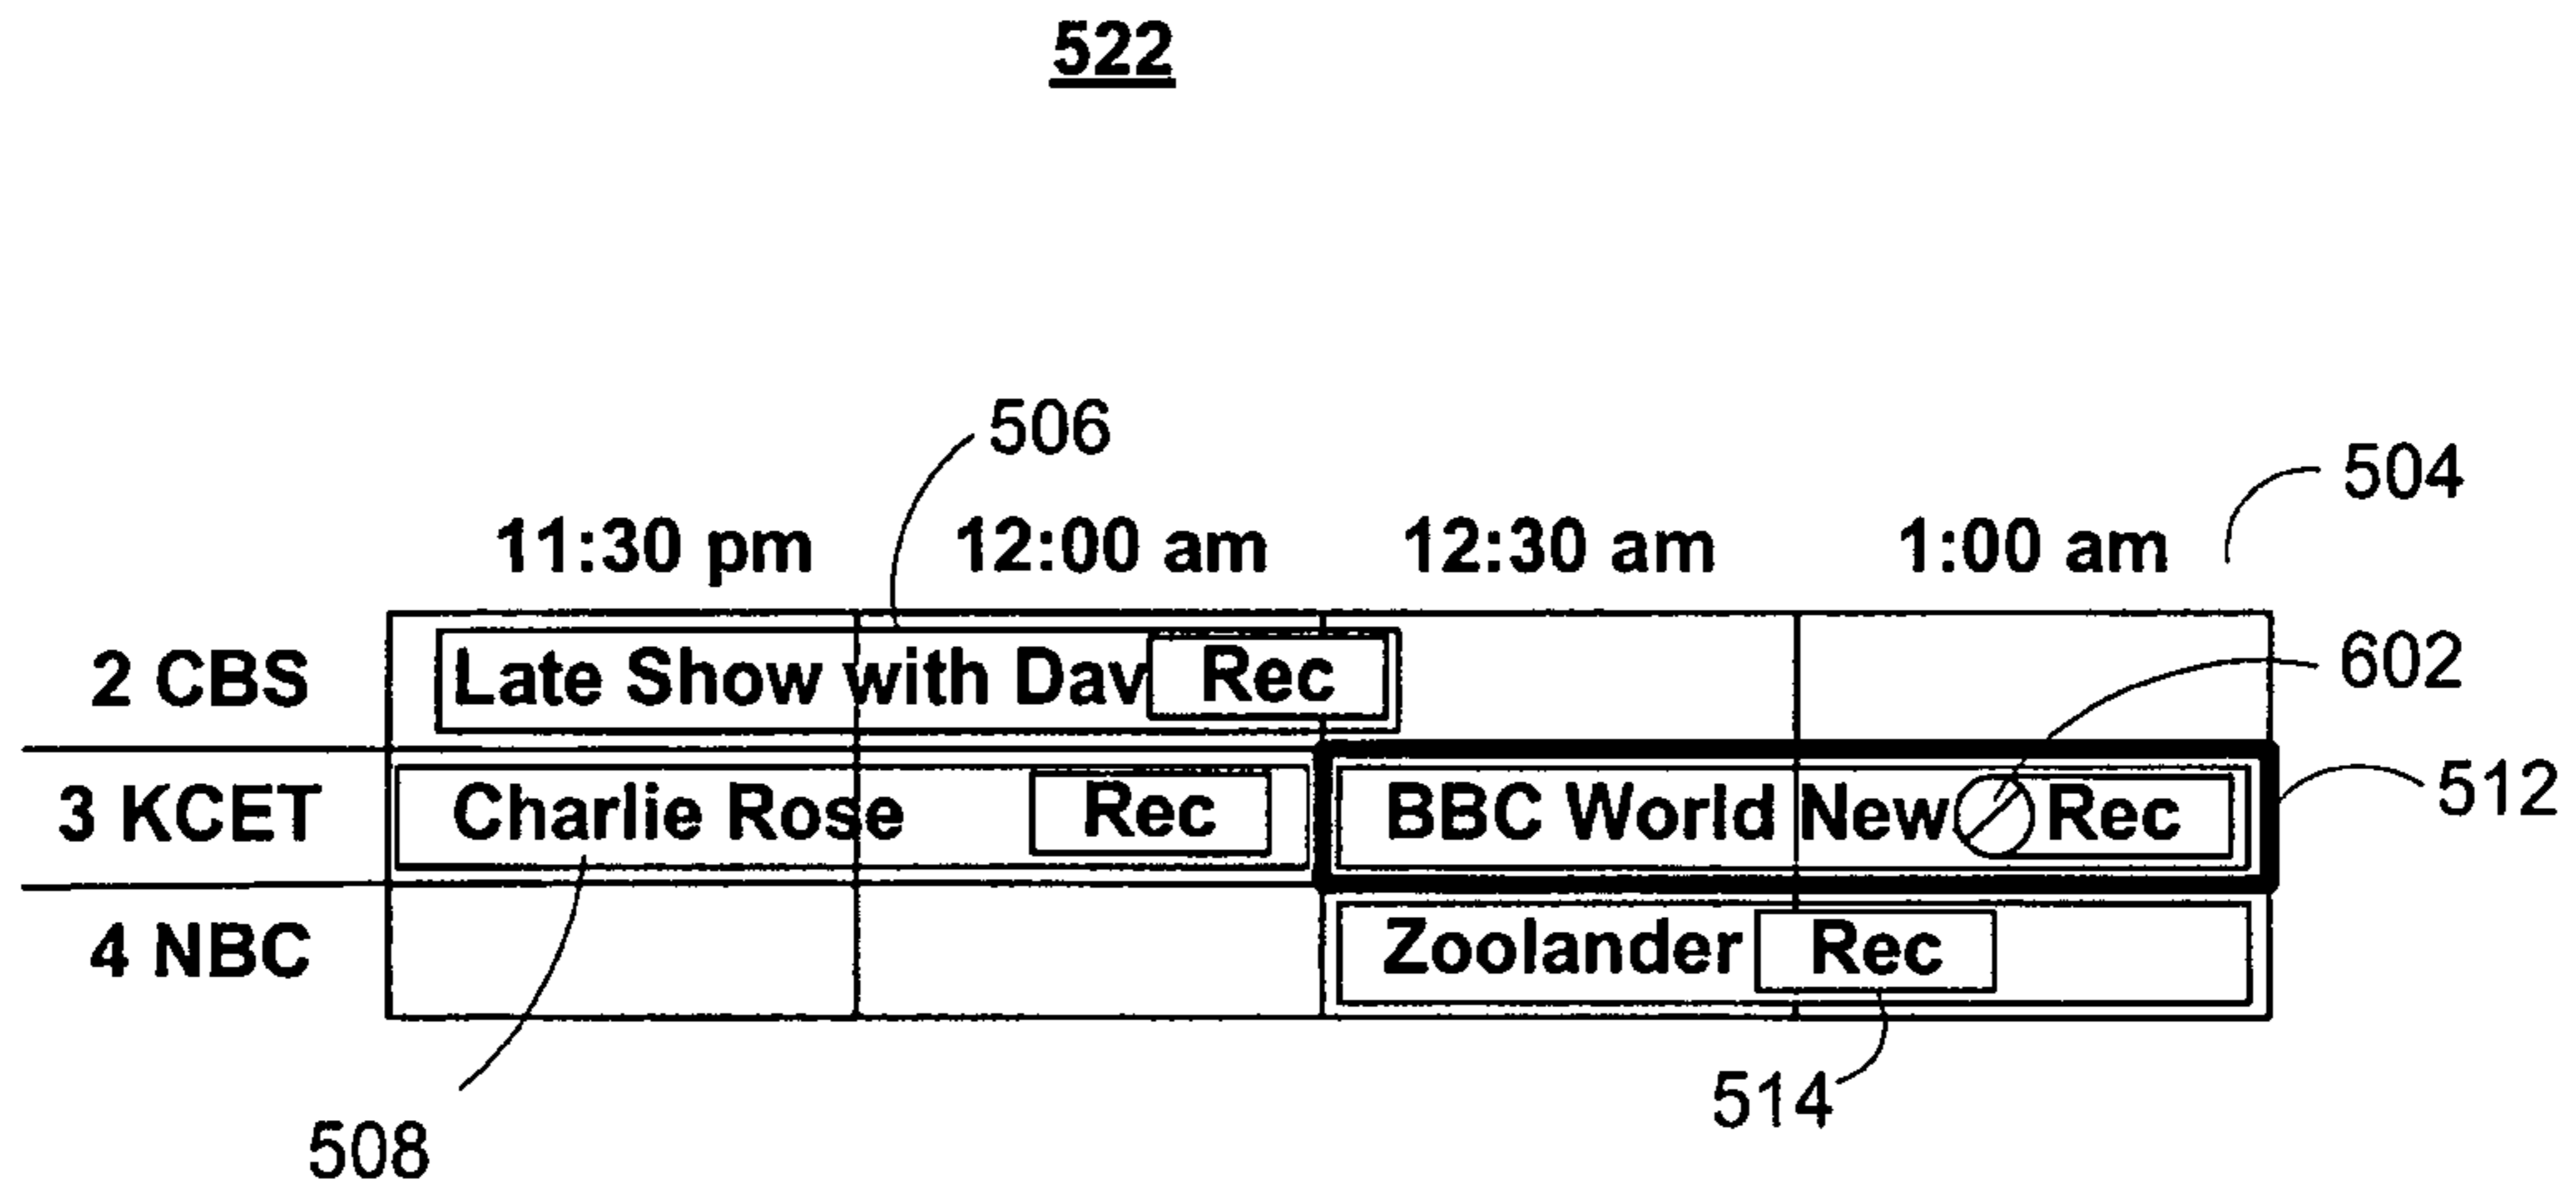 522
506
504
11:30 pm 12:00 am 12:30 am 1:00 am
602
2 CBS Late Show with Dav Rec
3 KCET Charlie Rose Rec BBC World New Rec 512
4 NBC Zoolander Rec
514
508